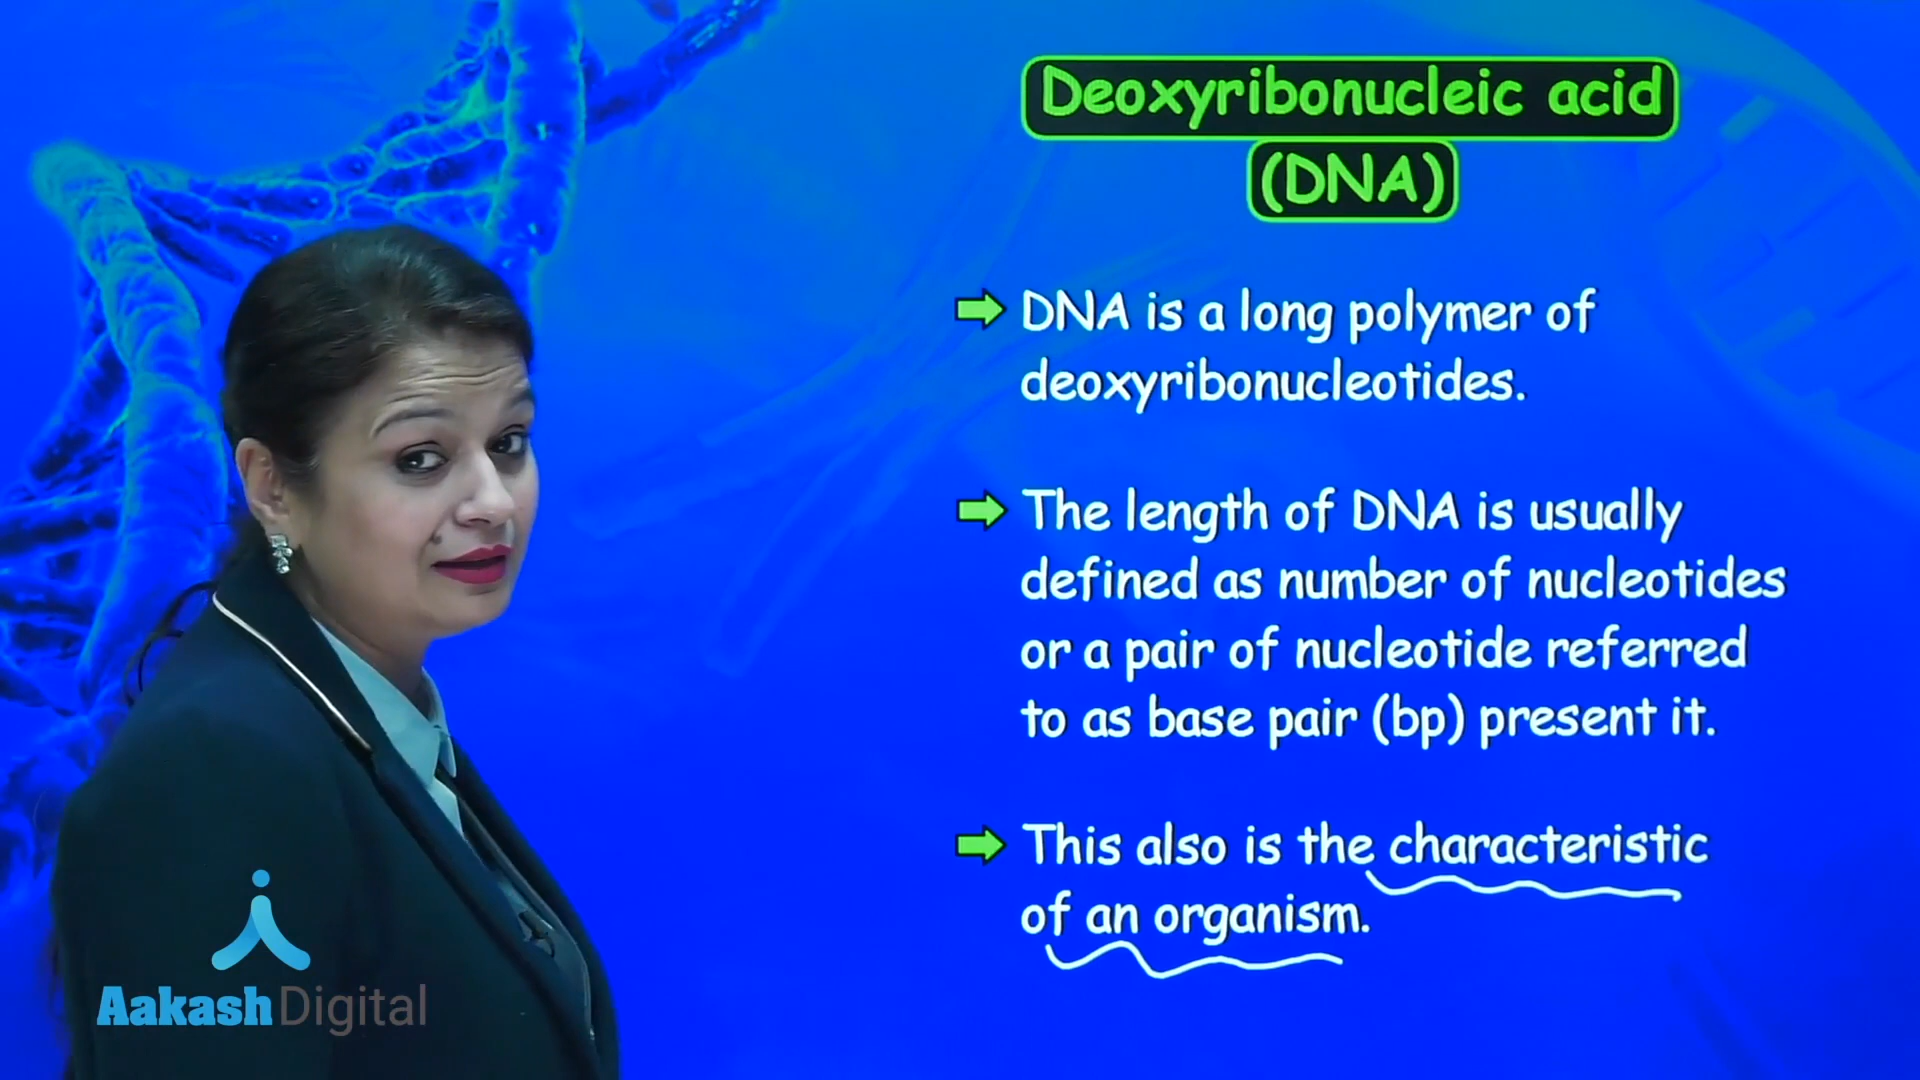 Deoxyribonucleic acid
(DNA)
DNA is a long polymer of
deoxyribonucleotides.
The length of DNA is usually
defined as number of nucleotides
or a pair of nucleotide referred
to as base pair (bp) present it.
This also is the characteristic
of an organism.
Aakash Digital